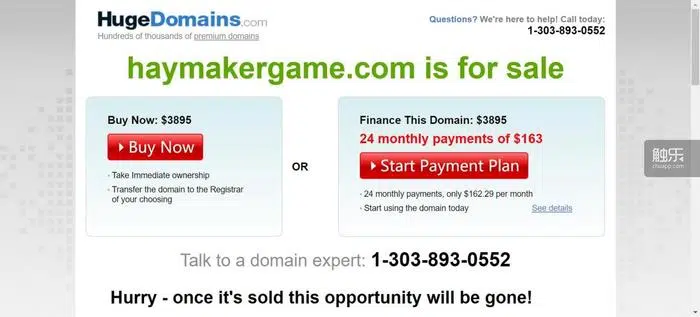 HugeDomains.com
Hundreds of thousands of premium domains
Questions? We're here to help! Call today:
1-303-893-0552
haymakergame.com is for sale
Buy Now: $3895
Buy Now
· Take Immediate ownership
· Transfer the domain to the Registrar
of your choosing
OR
Finance This Domain: $3895
24 monthly payments of $163
Start Payment Plan
· 24 monthly payments, only $162.29 per month
· Start using the domain today
See details
触乐
chuapp.com
Talk to a domain expert: 1-303-893-0552
Hurry - once it's sold this opportunity will be gone!